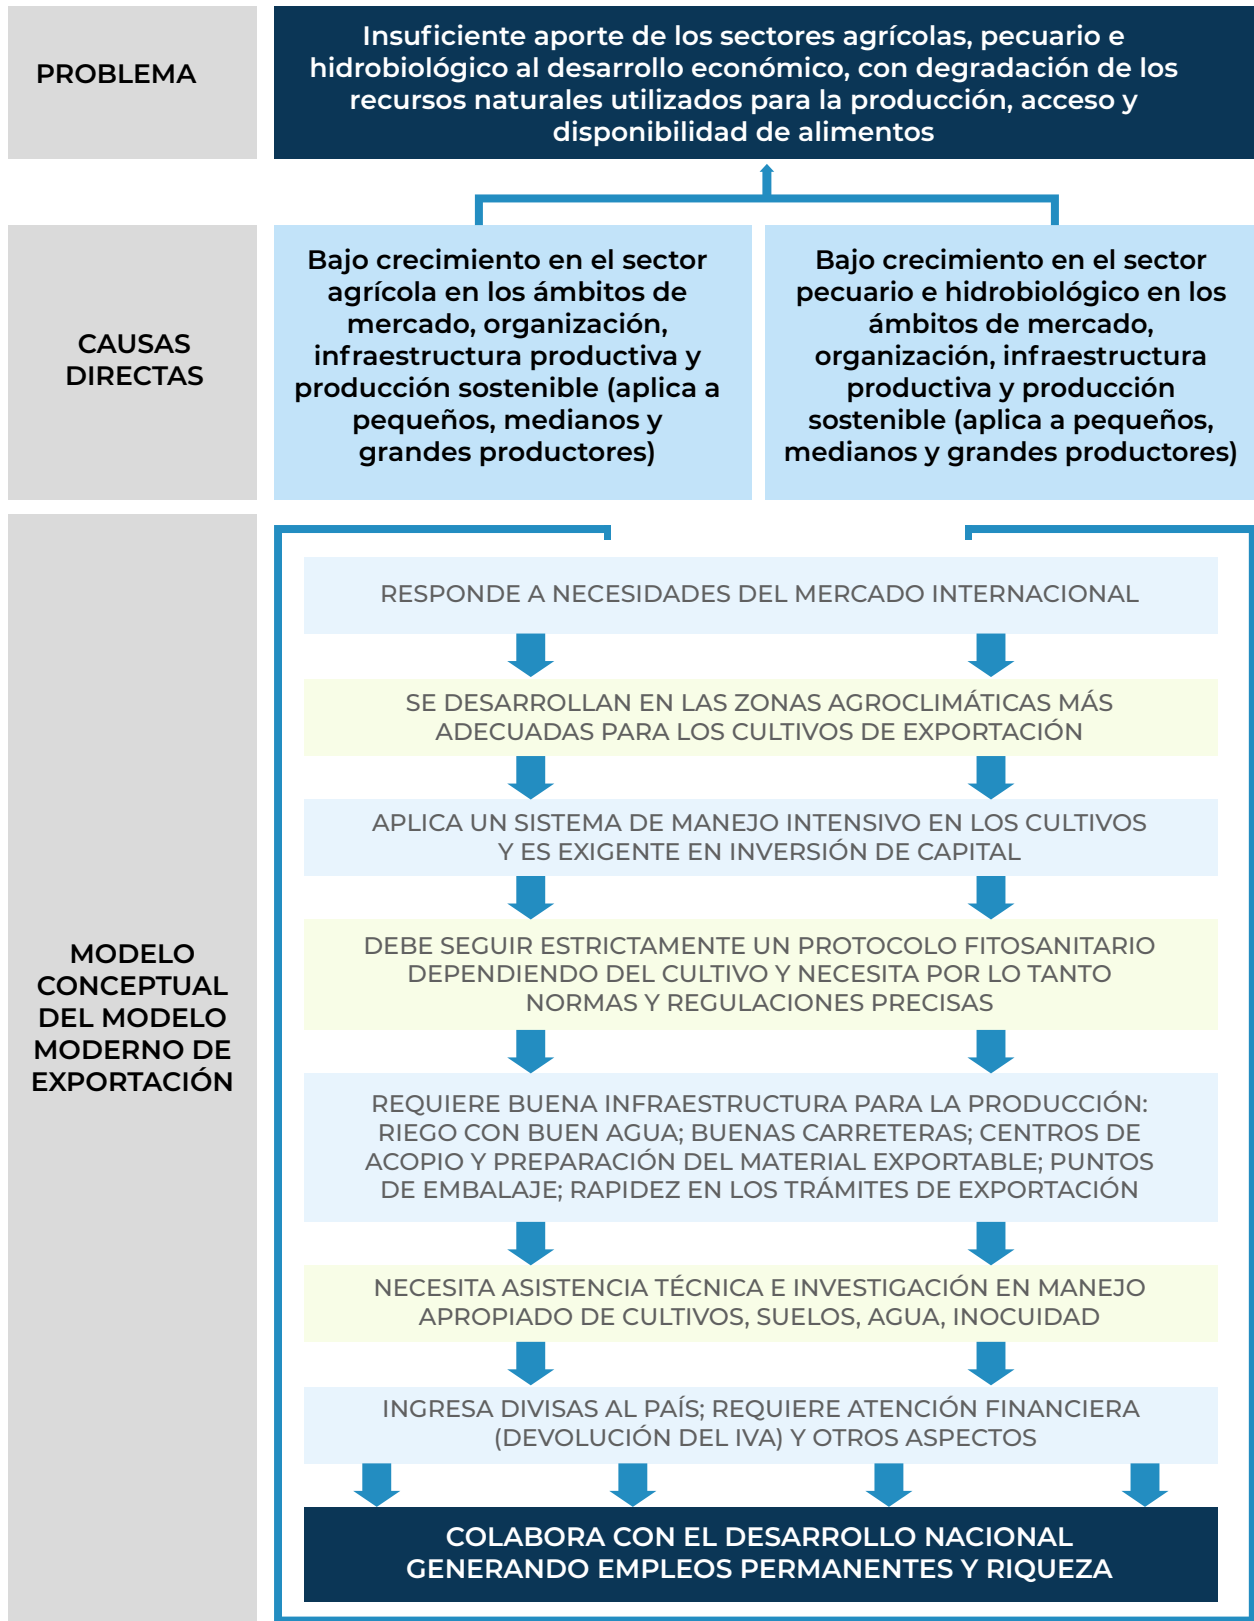 PROBLEMA
Insuficiente aporte de los sectores agrícolas, pecuario e
hidrobiológico al desarrollo económico, con degradación de los
recursos naturales utilizados para la producción, acceso y
disponibilidad de alimentos
CAUSAS
DIRECTAS
Bajo crecimiento en el sector
agrícola en los ámbitos de
mercado, organización,
infraestructura productiva y
producción sostenible (aplica a
pequeños, medianos y
grandes productores)
Bajo crecimiento en el sector
pecuario e hidrobiológico en los
ámbitos de mercado,
organización, infraestructura
productiva y producción
sostenible (aplica a pequeños,
medianos y grandes productores)
MODELO
CONCEPTUAL
DEL MODELO
MODERNO DE
EXPORTACIÓN
RESPONDE A NECESIDADES DEL MERCADO INTERNACIONAL
SE DESARROLLAN EN LAS ZONAS AGROCLIMÁTICAS MÁS
ADECUADAS PARA LOS CULTIVOS DE EXPORTACIÓN
APLICA UN SISTEMA DE MANEJO INTENSIVO EN LOS CULTIVOS
Y ES EXIGENTE EN INVERSIÓN DE CAPITAL
DEBE SEGUIR ESTRICTAMENTE UN PROTOCOLO FITOSANITARIO
DEPENDIENDO DEL CULTIVO Y NECESITA POR LO TANTO
NORMAS Y REGULACIONES PRECISAS
REQUIERE BUENA INFRAESTRUCTURA PARA LA PRODUCCIÓN:
RIEGO CON BUEN AGUA; BUENAS CARRETERAS; CENTROS DE
ACOPIO Y PREPARACIÓN DEL MATERIAL EXPORTABLE; PUNTOS
DE EMBALAJE; RAPIDEZ EN LOS TRÁMITES DE EXPORTACIÓN
NECESITA ASISTENCIA TÉCNICA E INVESTIGACIÓN EN MANEJO
APROPIADO DE CULTIVOS, SUELOS, AGUA, INOCUIDAD
INGRESA DIVISAS AL PAÍS; REQUIERE ATENCIÓN FINANCIERA
(DEVOLUCIÓN DEL IVA) Y OTROS ASPECTOS
COLABORA CON EL DESARROLLO NACIONAL
GENERANDO EMPLEOS PERMANENTES Y RIQUEZA